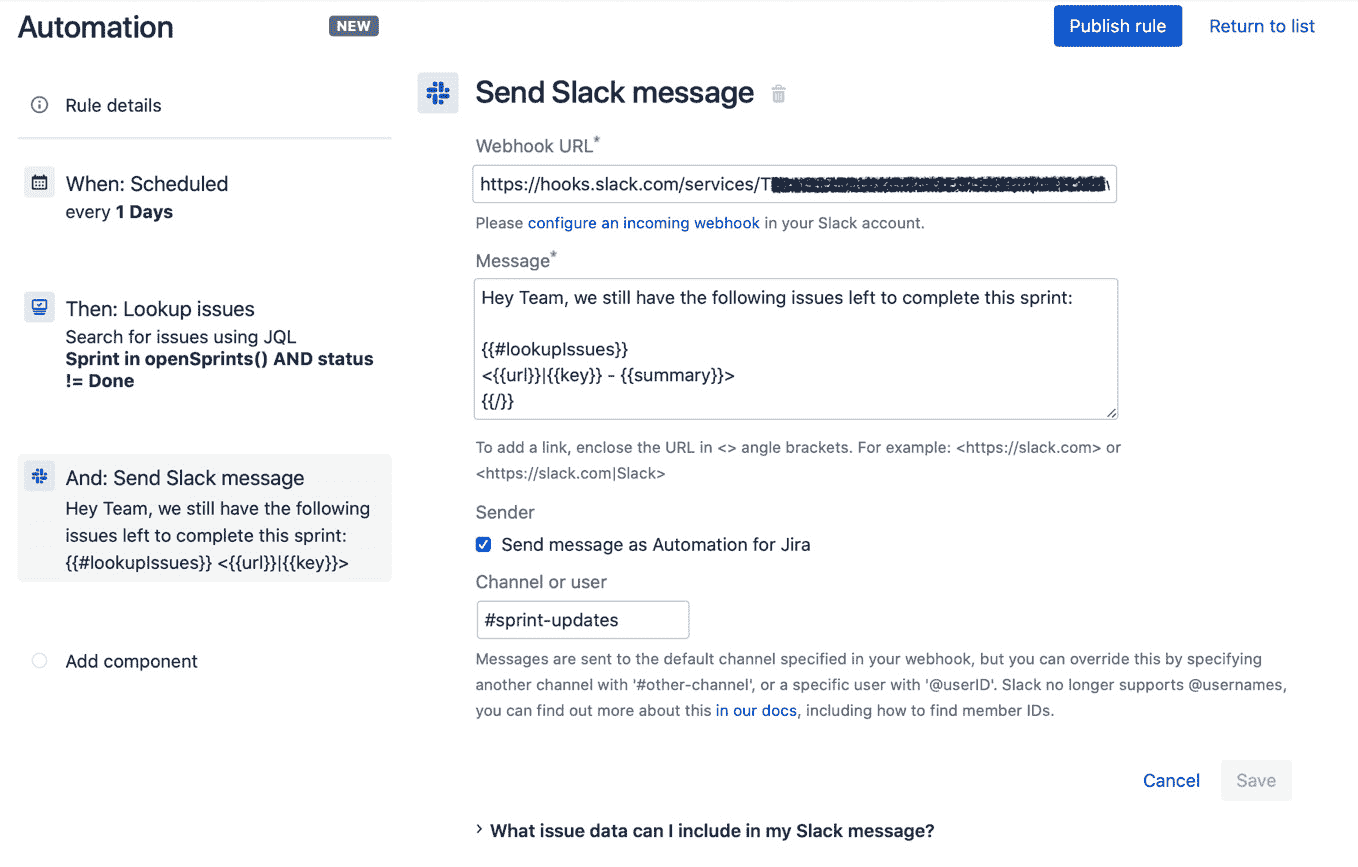 Automation
NEW
Publish rule
Return to list
Rule details
When: Scheduled
every 1 Days
Then: Lookup issues
Search for issues using JQL
Sprint in openSprints() AND status
!= Done
And: Send Slack message
Hey Team, we still have the following
issues left to complete this sprint:
{{#lookupIssues}} <{{url}}|{{key}}>
Add component
Send Slack message
Webhook URL*
https://hooks.slack.com/services/T
Please configure an incoming webhook in your Slack account.
Message*
Hey Team, we still have the following issues left to complete this sprint:
{{#lookupIssues}}
<{{url}}|{{key}} - {{summary}}>
{{/}}
To add a link, enclose the URL in <> angle brackets. For example: <https://slack.com> or
<https://slack.com|Slack>
Sender
Send message as Automation for Jira
Channel or user
#sprint-updates
Messages are sent to the default channel specified in your webhook, but you can override this by specifying
another channel with '#other-channel', or a specific user with '@userID'. Slack no longer supports @usernames,
you can find out more about this in our docs, including how to find member IDs.
Cancel
Save
What issue data can I include in my Slack message?